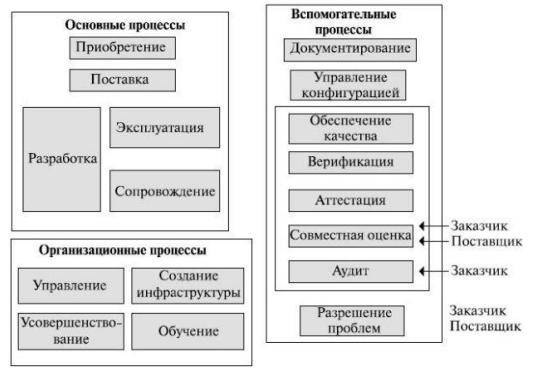 Основные процессы
Приобретение
Поставка
Разработка
Эксплуатация
Сопровождение
Организационные процессы
Управление
Создание
инфраструктуры
Усовершенство-
вание
Обучение
Вспомогательные
процессы
Документирование
Управление
конфигурацией
Обеспечение
качества
Верификация
Аттестация
Совместная оценка
Заказчик
Поставщик
Аудит
Заказчик
Разрешение
проблем
Заказчик
Поставщик